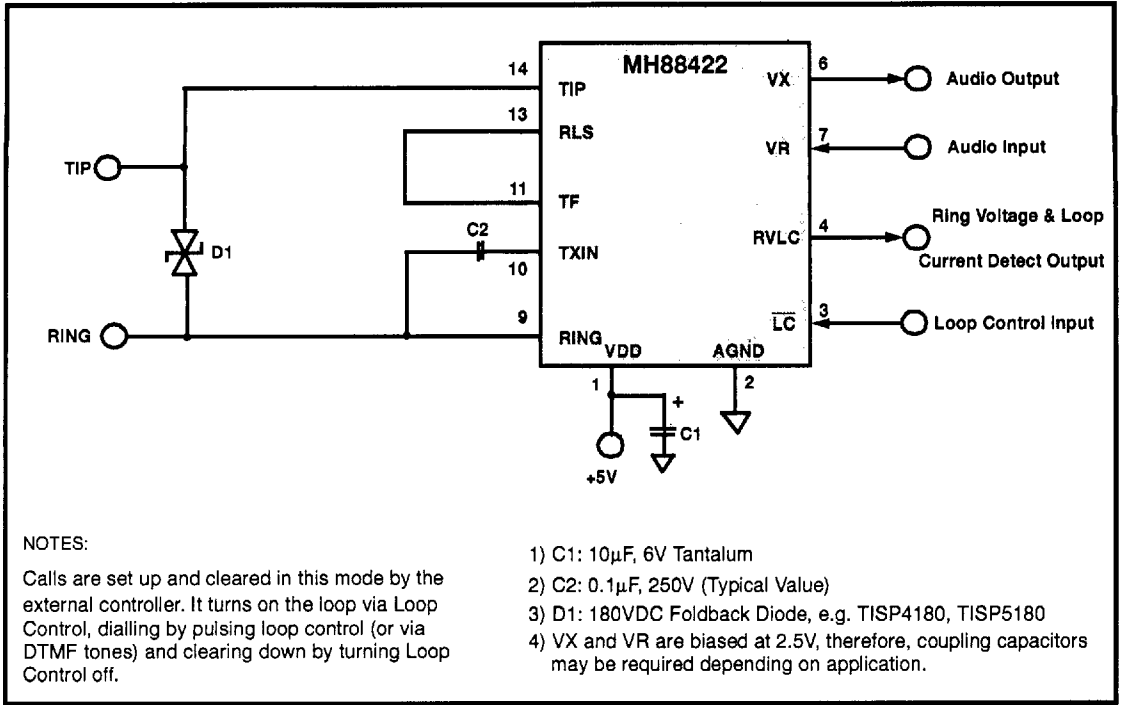 MH88422
14
TIP
13
RLS
11
TF
C2
TXIN
10
9
RING
VDD
AGND
1
2
+
C1
+5V
TIP
D1
RING
VX
6
Audio Output
VR
7
Audio Input
RVLC
4
Ring Voltage & Loop
Current Detect Output
LC
3
Loop Control Input
NOTES:
Calls are set up and cleared in this mode by the
external controller. It turns on the loop via Loop
Control, dialling by pulsing loop control (or via
DTMF tones) and clearing down by turning Loop
Control off.
1) C1: 10μF, 6V Tantalum
2) C2: 0.1μF, 250V (Typical Value)
3) D1: 180VDC Foldback Diode, e.g. TISP4180, TISP5180
4) VX and VR are biased at 2.5V, therefore, coupling capacitors
may be required depending on application.